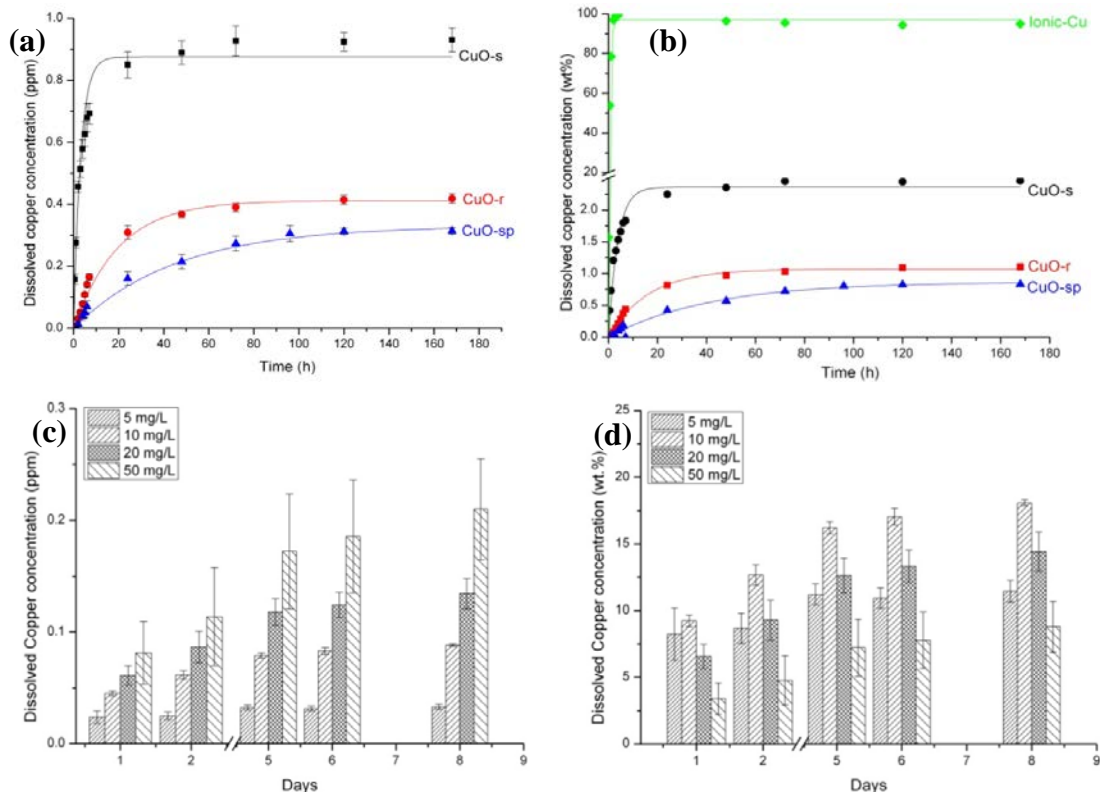 (a)
Dissolved copper concentration (ppm)
1.0
0.8
0.6
0.4
0.2
0.0
CuO-s
CuO-r
CuO-sp
0 20 40 60 80 100 120 140 160 180
Time (h)
(b)
Dissolved copper concentration (wt%)
100
80
60
40
20
2.5
2.0
1.5
1.0
0.5
0.0
Ionic-Cu
CuO-s
CuO-r
CuO-sp
0 20 40 60 80 100 120 140 160 180
Time (h)
(c)
Dissolved Copper concentration (ppm)
0.3
0.2
0.1
0.0
5 mg/L
10 mg/L
20 mg/L
50 mg/L
1 2 5 6 7 8 9
Days
(d)
Dissolved Copper concentration (wt.%)
25
20
15
10
5
0
5 mg/L
10 mg/L
20 mg/L
50 mg/L
1 2 5 6 7 8 9
Days